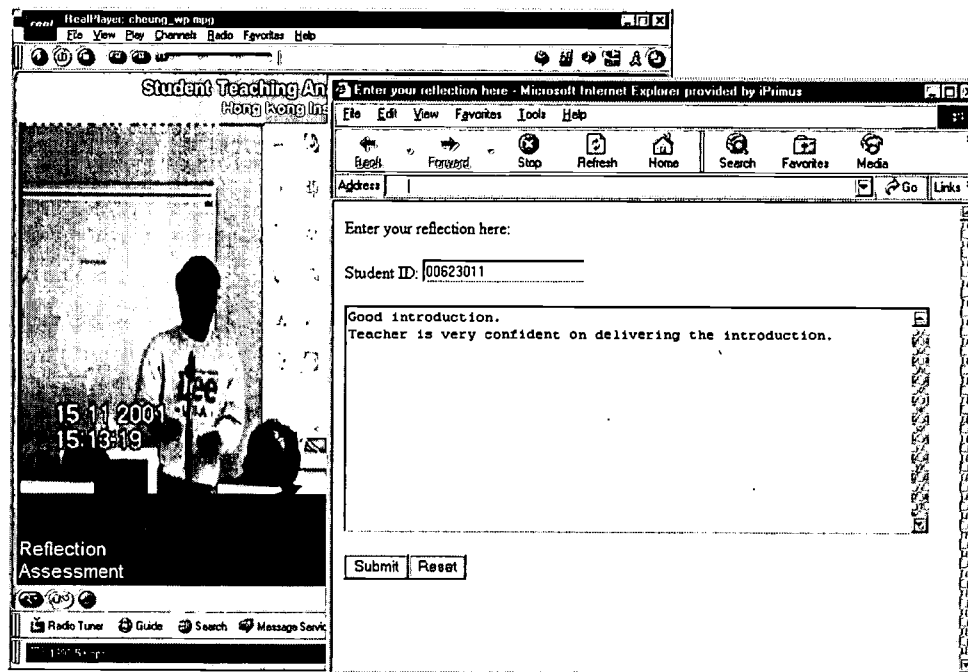 real RealPlayer: cheung_wp.mpg
File View Play Channels Radio Favorites Help
Student Teaching
Hong Kong
15.11.2001
15:13:19
Reflection
Assessment
Radio Tuner Guide Search Message
Enter your reflection here - Microsoft Internet Explorer provided by iPrimus
File Edit View Favorites Tools Help
Back Forward Stop Refresh Home Search Favorites Media
Address Go Links
Enter your reflection here:
Student ID: 00623011
Good introduction.
Teacher is very confident on delivering the introduction.
Submit Reset